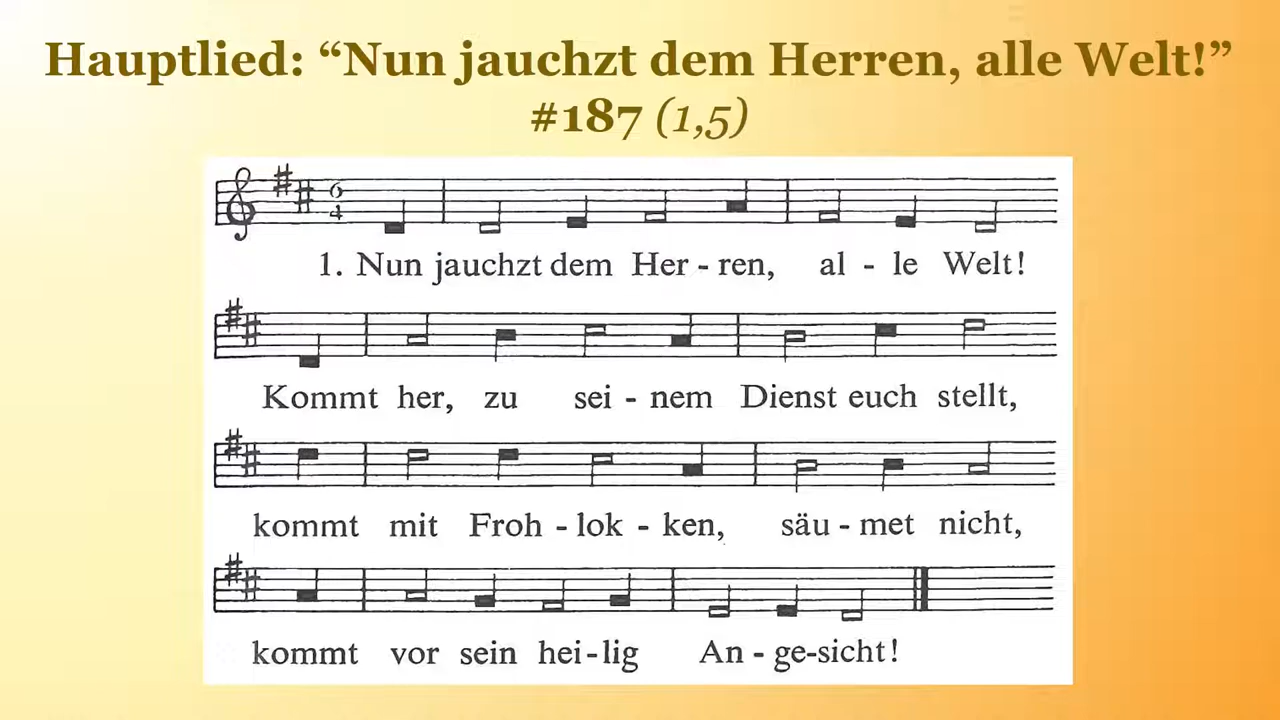 Hauptlied: “Nun jauchzt dem Herren, alle Welt!”
#187 (1,5)
6
4
1. Nun jauchzt dem Her - ren, al - le Welt!
Kommt her, zu sei - nem Dienst euch stellt,
kommt mit Froh - lok - ken, säu - met nicht,
kommt vor sein hei - lig An - ge-sicht!